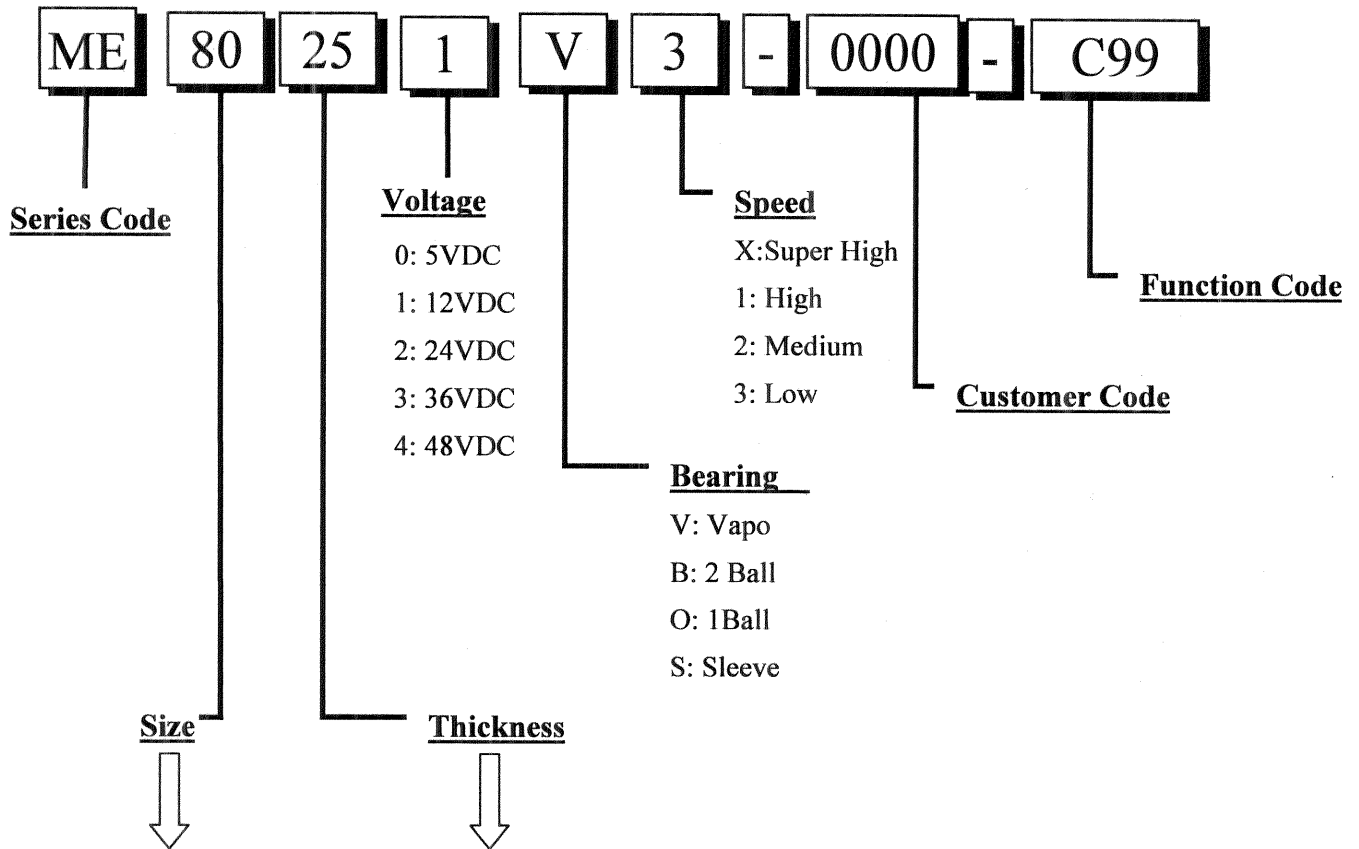 ME 80 25 1 V 3 - 0000 - C99
Series Code
Voltage
0: 5VDC
1: 12VDC
2: 24VDC
3: 36VDC
4: 48VDC
Speed
X:Super High
1: High
2: Medium
3: Low
Function Code
Customer Code
Bearing
V: Vapo
B: 2 Ball
O: 1Ball
S: Sleeve
Size
Thickness